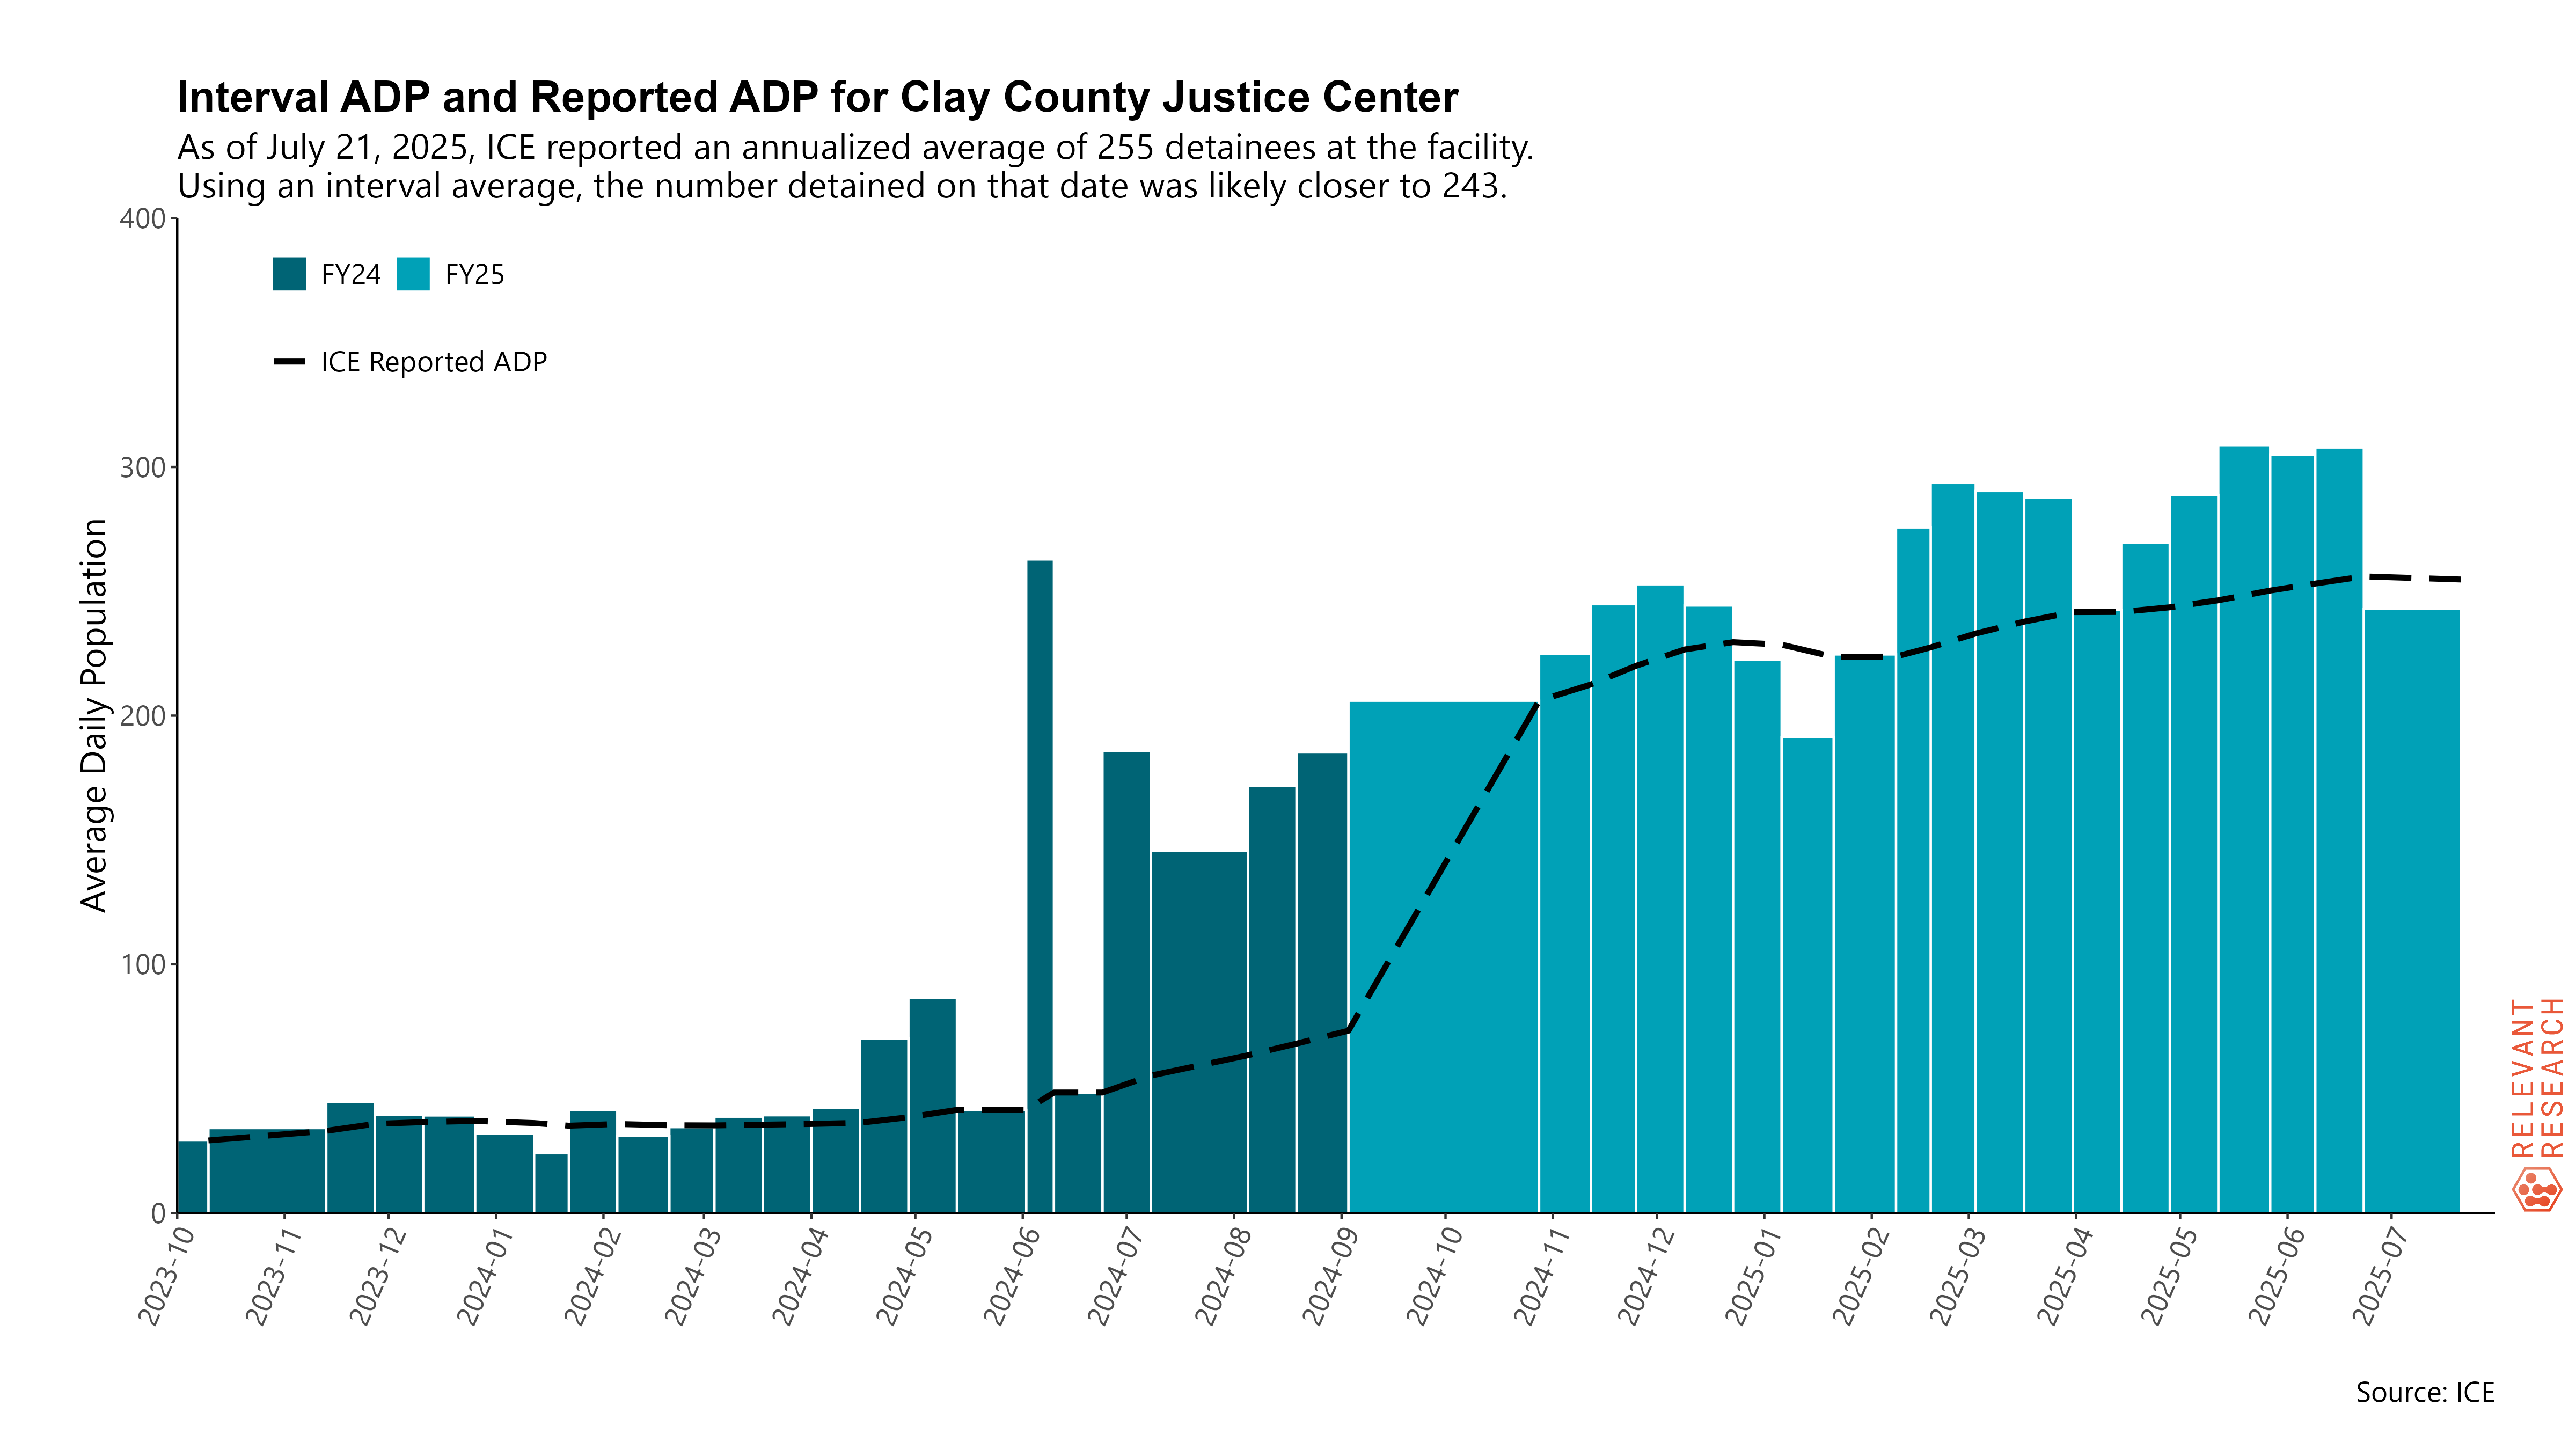 Interval ADP and Reported ADP for Clay County Justice Center
As of July 21, 2025, ICE reported an annualized average of 255 detainees at the facility.
Using an interval average, the number detained on that date was likely closer to 243.
400
300
200
100
0
Average Daily Population
FY24
FY25
ICE Reported ADP
2023-10
2023-11
2023-12
2024-01
2024-02
2024-03
2024-04
2024-05
2024-06
2024-07
2024-08
2024-09
2024-10
2024-11
2024-12
2025-01
2025-02
2025-03
2025-04
2025-05
2025-06
2025-07
RELEVANT
RESEARCH
Source: ICE